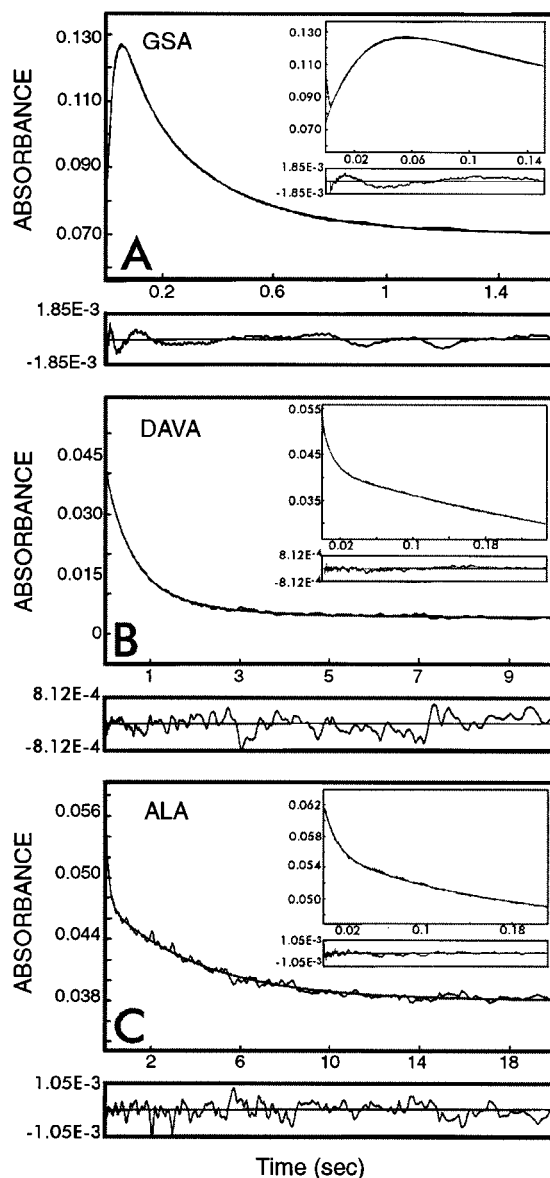 GSA
ABSORBANCE
0.130
0.110
0.090
0.070
A
0.2
0.6
1
1.4
0.130
0.110
0.090
0.070
0.02
0.06
0.1
0.14
1.85E-3
-1.85E-3
1.85E-3
-1.85E-3
DAVA
ABSORBANCE
0.045
0.030
0.015
0
B
1
3
5
7
9
0.055
0.045
0.035
0.02
0.1
0.18
8.12E-4
-8.12E-4
8.12E-4
-8.12E-4
ALA
ABSORBANCE
0.056
0.050
0.044
0.038
C
2
6
10
14
18
0.062
0.058
0.054
0.050
0.02
0.1
0.18
1.05E-3
-1.05E-3
1.05E-3
-1.05E-3
Time (sec)